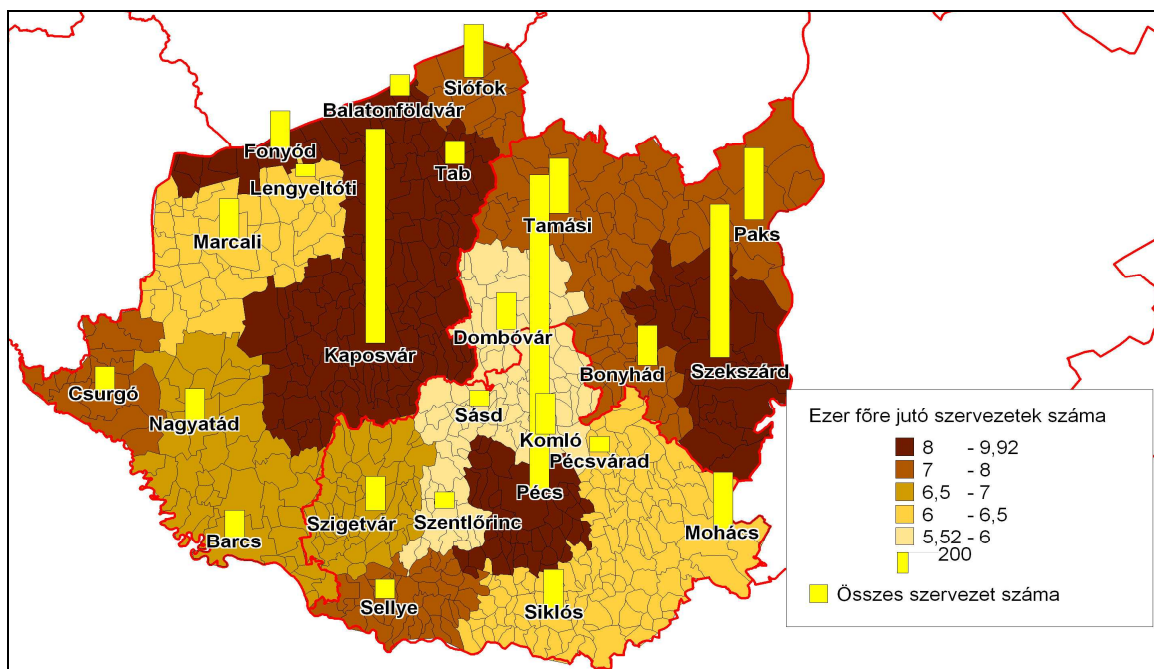 Siófok
Balatonföldvár
Fonyód
Tab
Lengyeltóti
Tamási
Marcali
Paks
Dombóvár
Kaposvár
Bonyhád
Szekszárd
Csurgó
Nagyatád
Sásd
Komló
Pécsvárad
Pécs
Szigetvár
Szentlőrinc
Mohács
Barcs
Sellye
Siklós
Ezer főre jutó szervezetek száma
8 - 9,92
7 - 8
6,5 - 7
6 - 6,5
5,52 - 6
200
Összes szervezet száma